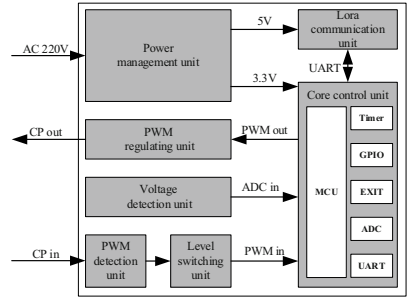 AC 220V
Power
management unit
5V
Lora
communication
unit
UART
3.3V
Core control unit
CP out
PWM
regulating unit
PWM out
MCU
Timer
GPIO
EXIT
ADC
UART
Voltage
detection unit
ADC in
CP in
PWM
detection
unit
Level
switching
unit
PWM in